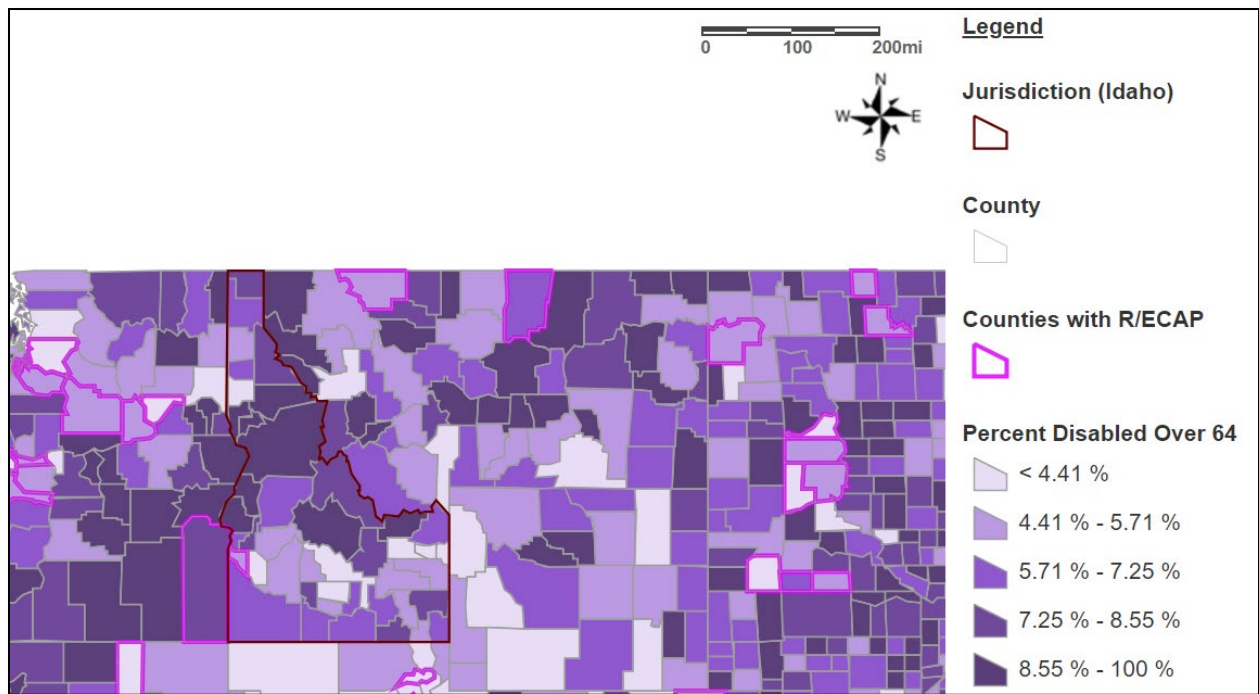 0 100 200mi
N
W E
S
Legend
Jurisdiction (Idaho)
County
Counties with R/ECAP
Percent Disabled Over 64
< 4.41 %
4.41 % - 5.71 %
5.71 % - 7.25 %
7.25 % - 8.55 %
8.55 % - 100 %